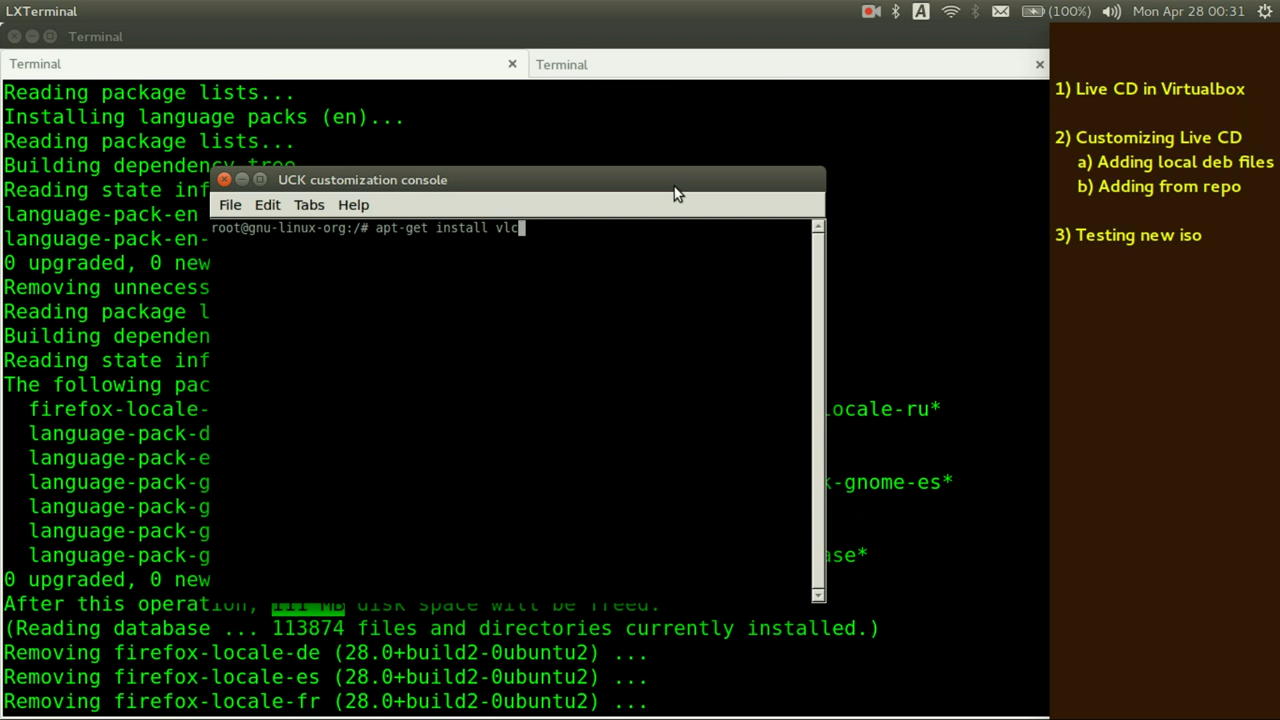 LXTerminal
A
(100%)
Mon Apr 28 00:31
Terminal
Terminal
Terminal
Reading package lists...
Installing language packs (en)...
Reading package lists...
Building dependency tree
Reading state inf
language-pack-en
language-pack-en-
0 upgraded, 0 new
Removing unnecess
Reading package l
Building dependen
Reading state inf
The following pac
firefox-locale- ocale-ru*
language-pack-d
language-pack-e
language-pack-g k-gnome-es*
language-pack-g
language-pack-g
language-pack-g ase*
0 upgraded, 0 new
After this operation, 111 MB disk space will be freed.
(Reading database ... 113874 files and directories currently installed.)
Removing firefox-locale-de (28.0+build2-0ubuntu2) ...
Removing firefox-locale-es (28.0+build2-0ubuntu2) ...
Removing firefox-locale-fr (28.0+build2-0ubuntu2) ...
UCK customization console
File Edit Tabs Help
root@gnu-linux-org:/# apt-get install vlc
1) Live CD in Virtualbox
2) Customizing Live CD
a) Adding local deb files
b) Adding from repo
3) Testing new iso